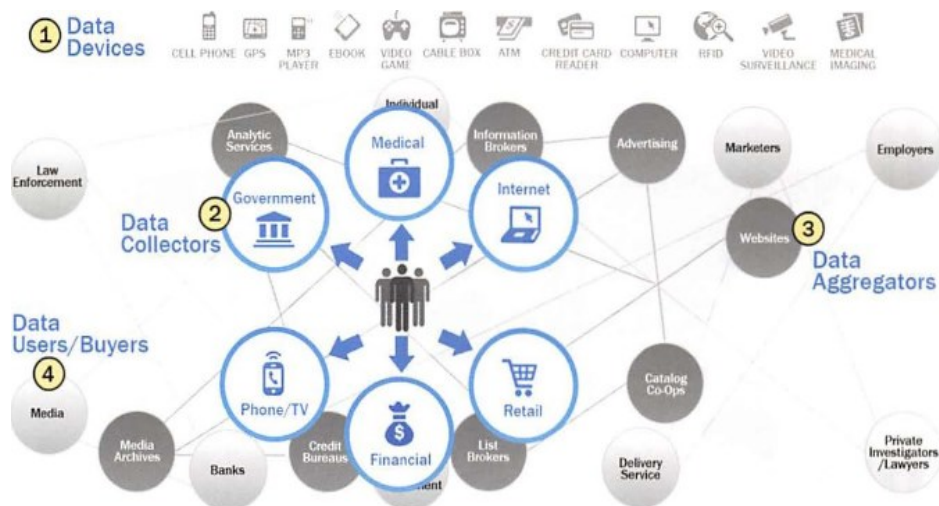 1 Data
Devices
CELL PHONE
GPS
MP3
PLAYER
EBOOK
VIDEO
GAME
CABLE BOX
ATM
CREDIT CARD
READER
COMPUTER
RFID
VIDEO
SURVEILLANCE
MEDICAL
IMAGING
Individual
Analytic
Services
Medical
Information
Brokers
Advertising
Marketers
Employers
Law
Enforcement
2
Government
Internet
Data
Collectors
Websites
3
Data
Aggregators
Data
Users/Buyers
4
Media
Phone/TV
Retail
Catalog
Co-Ops
Media
Archives
Banks
Credit
Bureaus
$
Financial
List
Brokers
Delivery
Service
Private
Investigators
/Lawyers